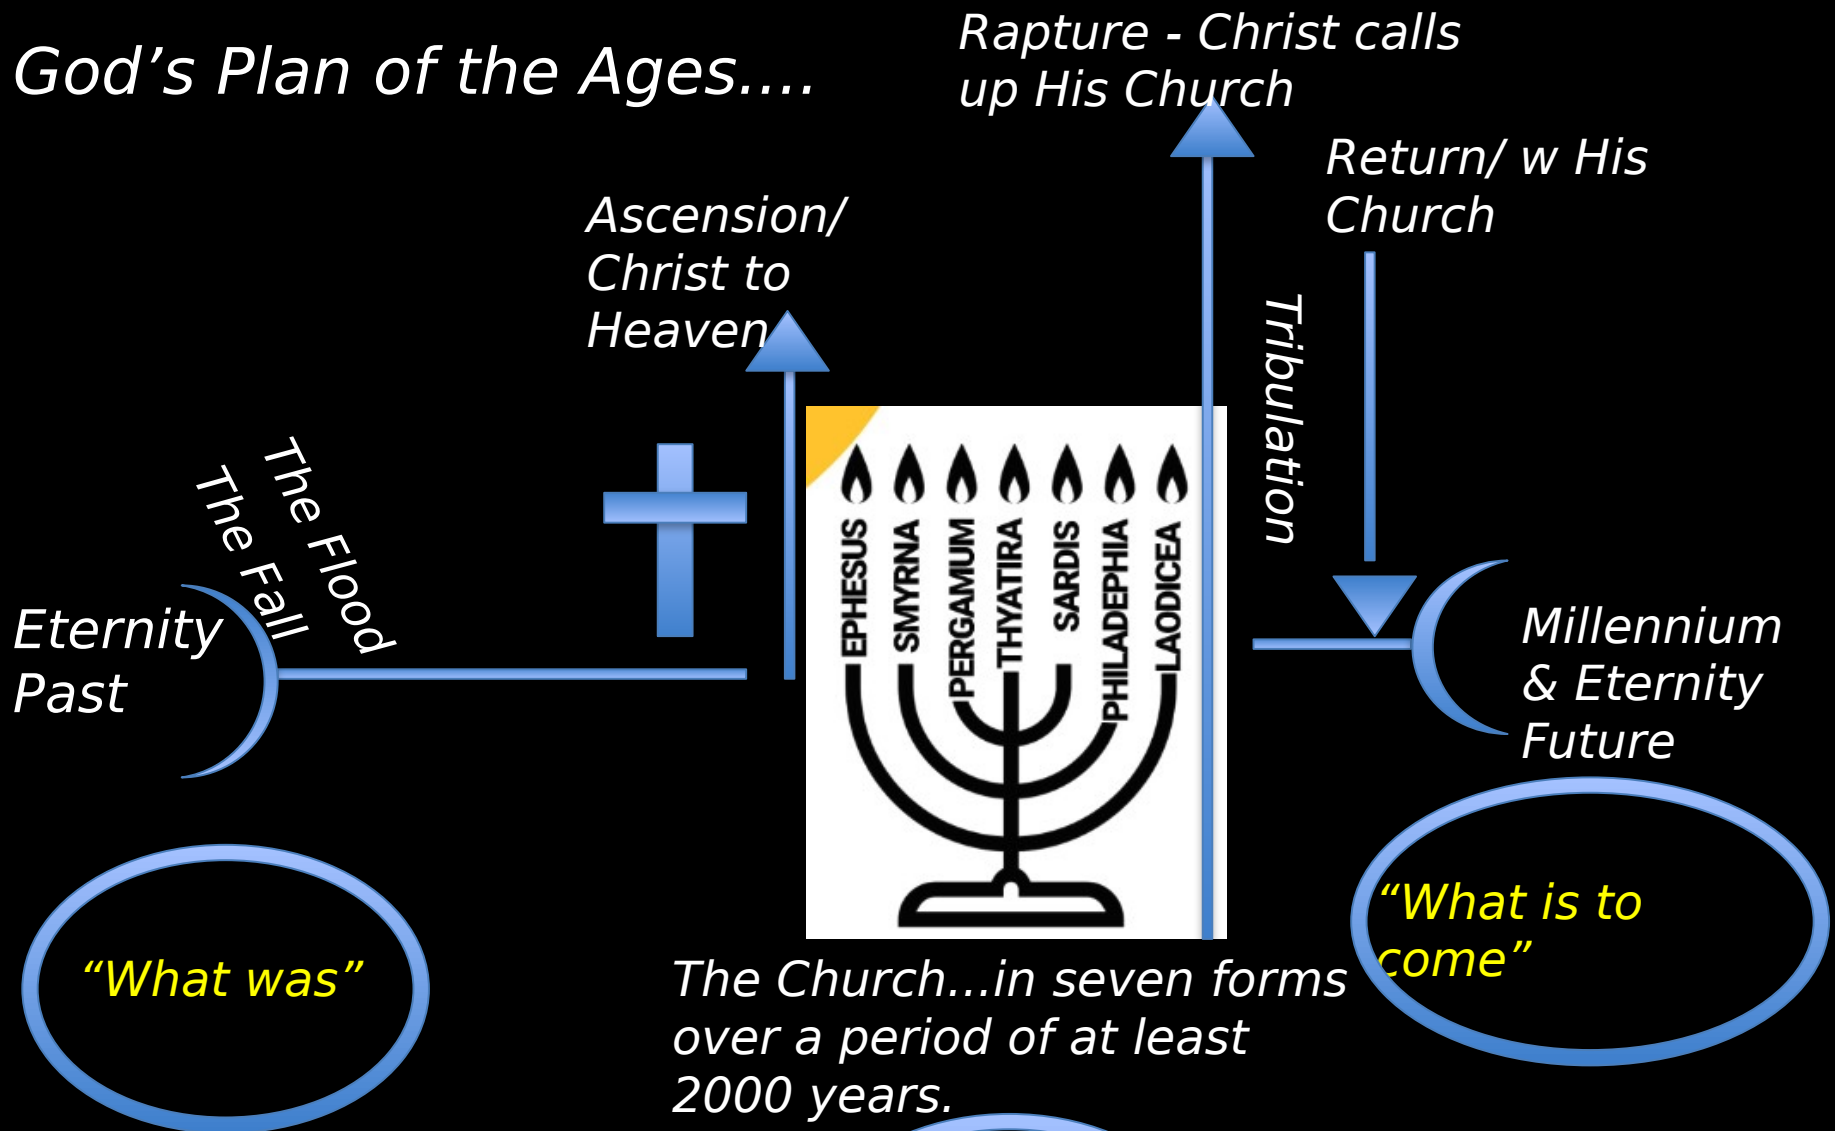 God’s Plan of the Ages....
Rapture - Christ calls
up His Church
Return/ w His
Church
Ascension/
Christ to
Heaven
Tribulation
The Flood
The Fall
Eternity
Past
EPHESUS
SMYRNA
PERGAMUM
THYATIRA
SARDIS
PHILADEPHIA
LAODICEA
Millennium
& Eternity
Future
“What was”
“What is to
come”
The Church...in seven forms
over a period of at least
2000 years.